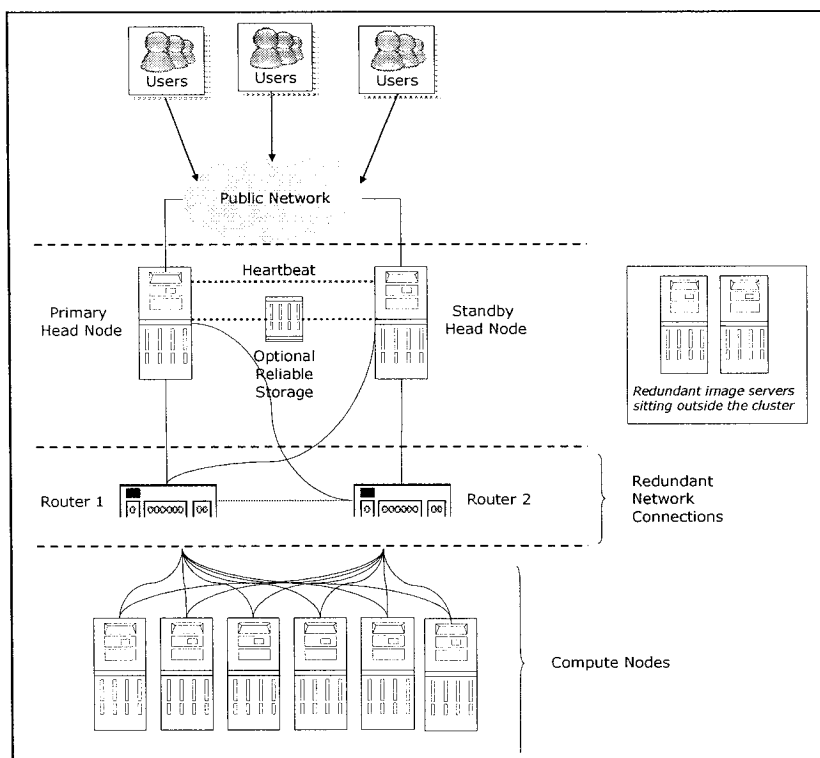 Users
Users
Users
Public Network
Heartbeat
Primary
Head Node
Standby
Head Node
Optional
Reliable
Storage
Redundant image servers
sitting outside the cluster
Router 1
Router 2
Redundant
Network
Connections
Compute Nodes